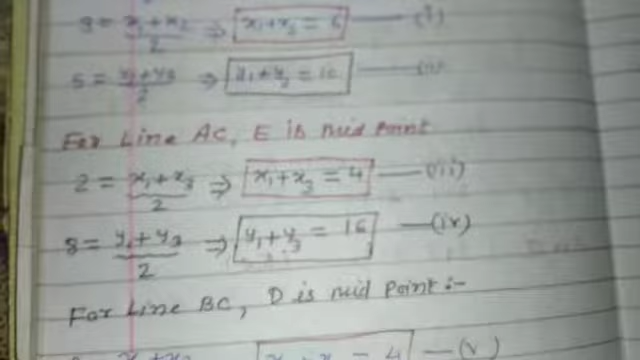 3 = x₁+x₂/2 ⇒ x₁+x₂ = 6 —(i)
5 = y₁+y₂/2 ⇒ y₁+y₂ = 10 —(ii)
For Line AC, E is mid point
2 = x₁+x₃/2 ⇒ x₁+x₃ = 4 —(iii)
8 = y₁+y₃/2 ⇒ y₁+y₃ = 16 —(iv)
For Line BC, D is mid point :-
= 4 —(v)